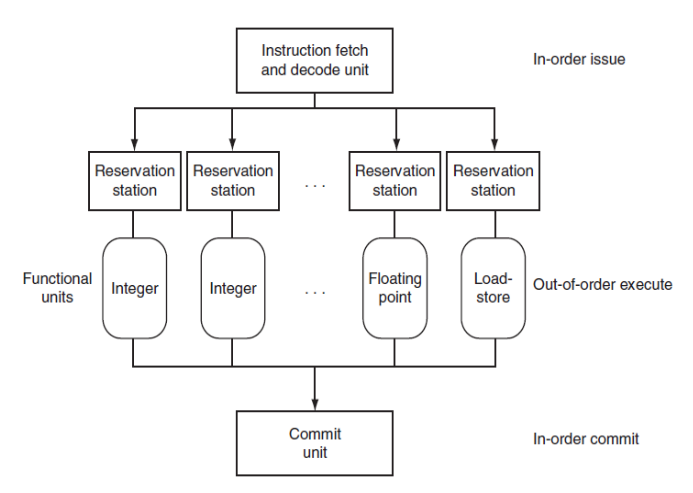 Instruction fetch
and decode unit
In-order issue
Reservation
station
Reservation
station
. . .
Reservation
station
Reservation
station
Functional
units
Integer
Integer
. . .
Floating
point
Load-
store
Out-of-order execute
Commit
unit
In-order commit